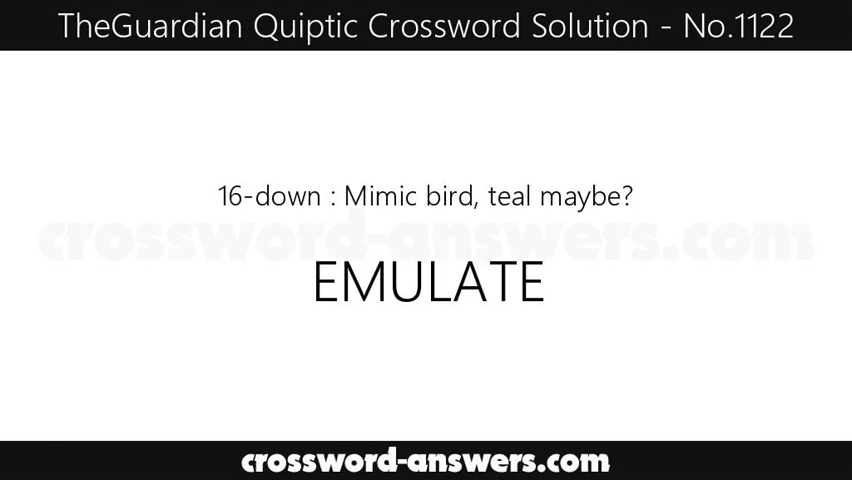 TheGuardian Quiptic Crossword Solution - No.1122
16-down : Mimic bird, teal maybe?
crossword-answers.com
EMULATE
crossword-answers.com